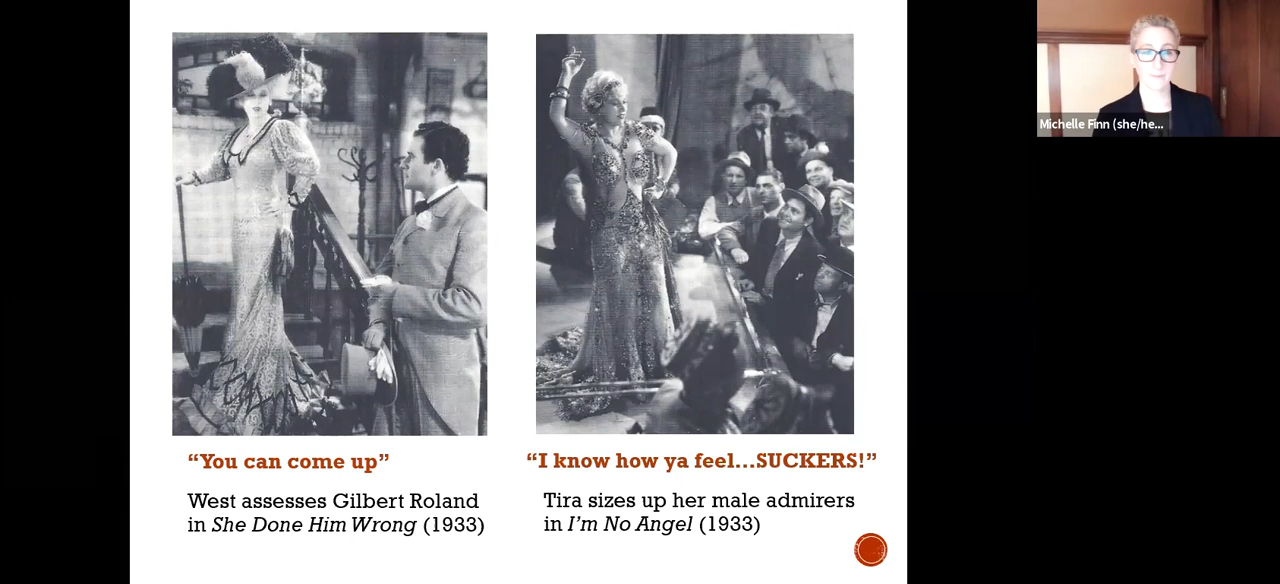 Michelle Finn (she/he...
“You can come up”
West assesses Gilbert Roland
in She Done Him Wrong (1933)
“I know how ya feel...SUCKERS!”
Tira sizes up her male admirers
in I’m No Angel (1933)